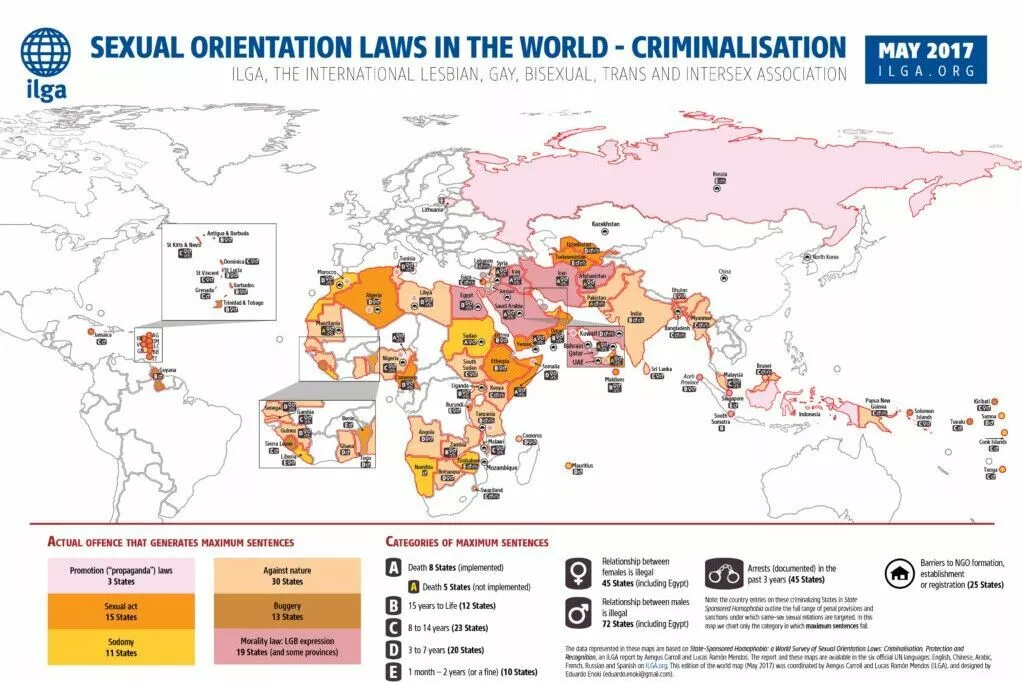 ilga
SEXUAL ORIENTATION LAWS IN THE WORLD - CRIMINALISATION
ILGA, THE INTERNATIONAL LESBIAN, GAY, BISEXUAL, TRANS AND INTERSEX ASSOCIATION
MAY 2017
ILGA.ORG
Russia
Lithuania
Kazakhstan
Uzbekistan
Turkmenistan
North Korea
China
Antigua & Barbuda
St Kitts & Nevis
Dominica
St Lucia
St Vincent
Barbados
Grenada
Trinidad & Tobago
Jamaica
Guyana
Morocco
Algeria
Tunisia
Libya
Egypt
Gaza
Lebanon
Syria
Iraq
Jordan
Iran
Afghanistan
Pakistan
Saudi Arabia
Kuwait
Bahrain
Qatar
UAE
Oman
Yemen
India
Bhutan
Bangladesh
Myanmar
Sri Lanka
Maldives
Mauritania
Sudan
South
Sudan
Ethiopia
Somalia
Nigeria
Cameroon
Uganda
Kenya
Burundi
Tanzania
Angola
Zambia
Malawi
Mozambique
Comoros
Zimbabwe
Namibia
Botswana
Swaziland
Mauritius
Senegal
Gambia
Guinea
Sierra Leone
Liberia
Ghana
Togo
Benin
Aceh
Province
Malaysia
Singapore
Brunei
South
Sumatra
Indonesia
Papua New
Guinea
Solomon
Islands
Kiribati
Tuvalu
Samoa
Cook Islands
Tonga
ACTUAL OFFENCE THAT GENERATES MAXIMUM SENTENCES
Promotion ("propaganda") laws
3 States
Against nature
30 States
Sexual act
15 States
Buggery
13 States
Sodomy
11 States
Morality law: LGB expression
19 States (and some provinces)
CATEGORIES OF MAXIMUM SENTENCES
A Death 8 States (implemented)
A Death 5 States (not implemented)
B 15 years to Life (12 States)
C 8 to 14 years (23 States)
D 3 to 7 years (20 States)
E 1 month – 2 years (or a fine) (10 States)
Relationship between
females is illegal
45 States (including Egypt)
Relationship between males
is illegal
72 States (including Egypt)
Arrests (documented) in the
past 3 years (45 States)
Barriers to NGO formation,
establishment
or registration (25 States)
Note: the country entries on these criminalizing States in State
Sponsored Homophobia outline the full range of penal provisions and
sanctions under which same-sex sexual relations are targeted, in this
map we chart only the category in which maximum sentences fall.
The data represented in these maps are based on State-Sponsored Homophobia: a World Survey of Sexual Orientation Laws: Criminalisation, Protection and
Recognition, an ILGA report by Aengus Carroll and Lucas Ramón Mendos. The report and these maps are available in the six official UN languages: English, Chinese, Arabic,
French, Russian and Spanish on ILGA.org. This edition of the world map (May 2017) was coordinated by Aengus Carroll and Lucas Ramón Mendos (ILGA), and designed by
Eduardo Enoki (eduardo.enoki@gmail.com).